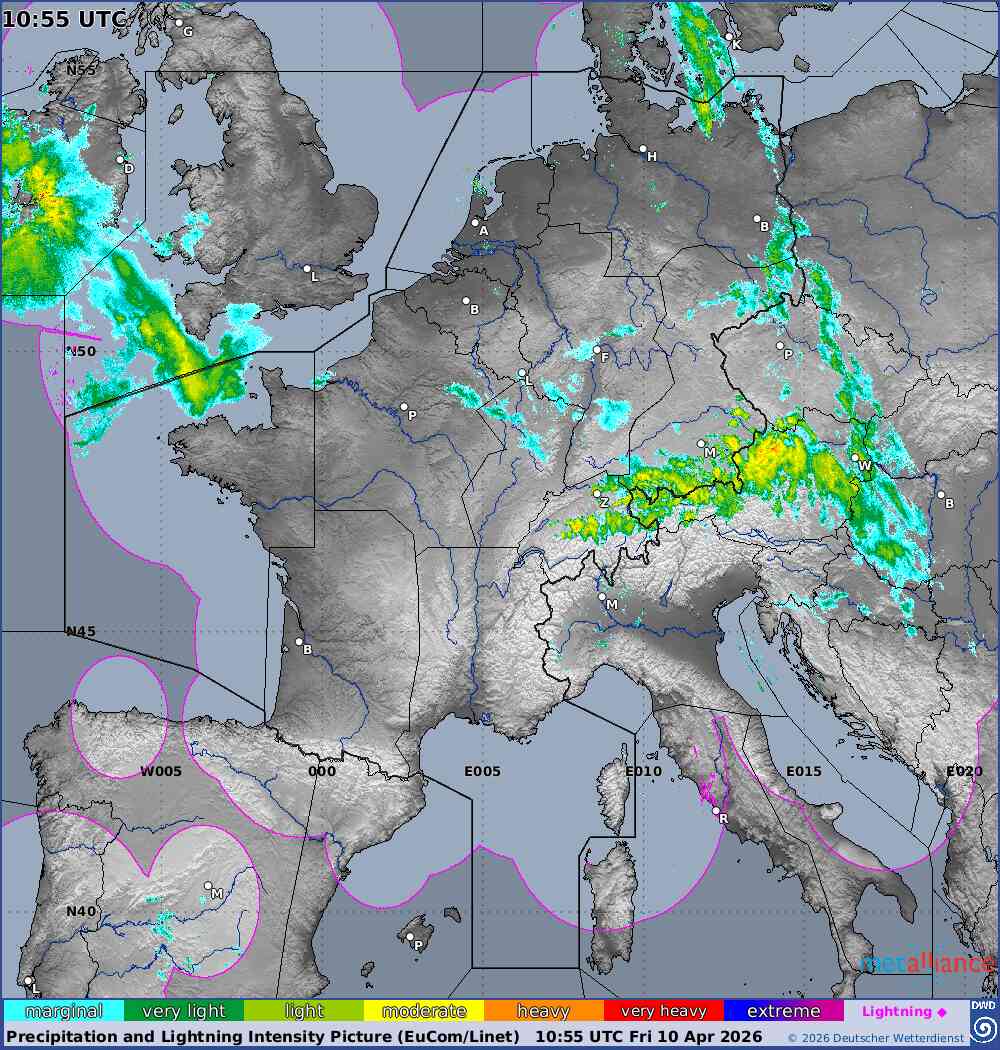 10:55 UTC
G
K
N55
D
H
A
B
L
B
N50
F
P
L
P
M
W
Z
B
M
N45
B
W005
000
E005
E010
E015
E020
R
M
N40
P
L
metalliance
marginal
very light
light
moderate
heavy
very heavy
extreme
Lightning ◆
DWD
Precipitation and Lightning Intensity Picture (EuCom/Linet) 10:55 UTC Fri 10 Apr 2026
© 2026 Deutscher Wetterdienst